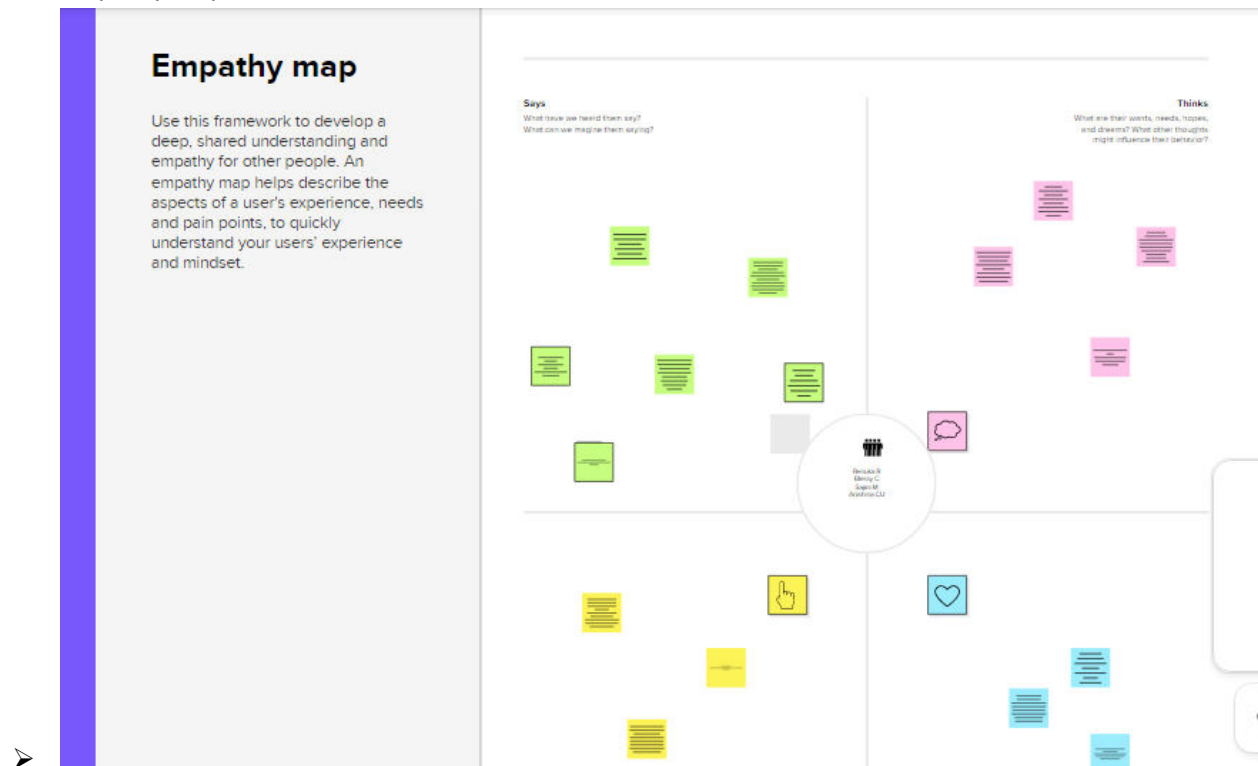 Empathy map
Use this framework to develop a
deep, shared understanding and
empathy for other people. An
empathy map helps describe the
aspects of a user's experience, needs
and pain points, to quickly
understand your users' experience
and mindset.
Says
What have we heard them say?
What can we imagine them saying?
Thinks
What are their wants, needs, hopes,
and dreams? What other thoughts
might influence their behavior?